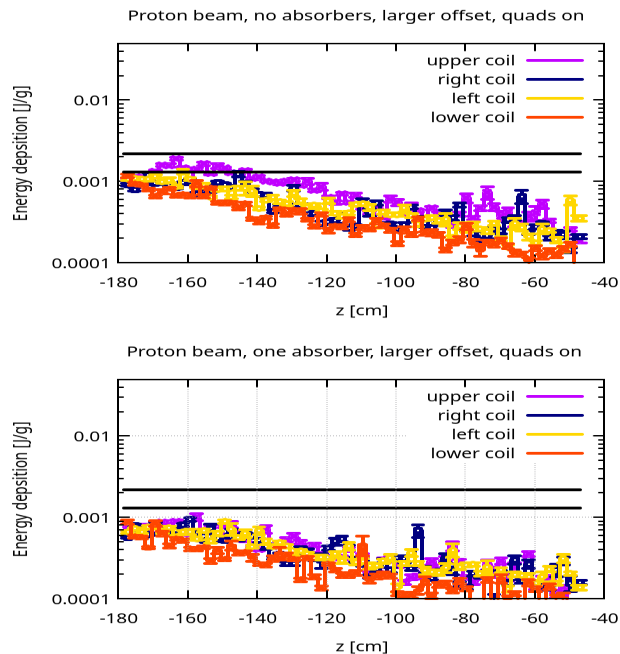 Proton beam, no absorbers, larger offset, quads on
upper coil
right coil
left coil
lower coil
0.01
0.001
0.0001
Energy deposition [J/g]
-180 -160 -140 -120 -100 -80 -60 -40
z [cm]
Proton beam, one absorber, larger offset, quads on
upper coil
right coil
left coil
lower coil
0.01
0.001
0.0001
Energy deposition [J/g]
-180 -160 -140 -120 -100 -80 -60 -40
z [cm]